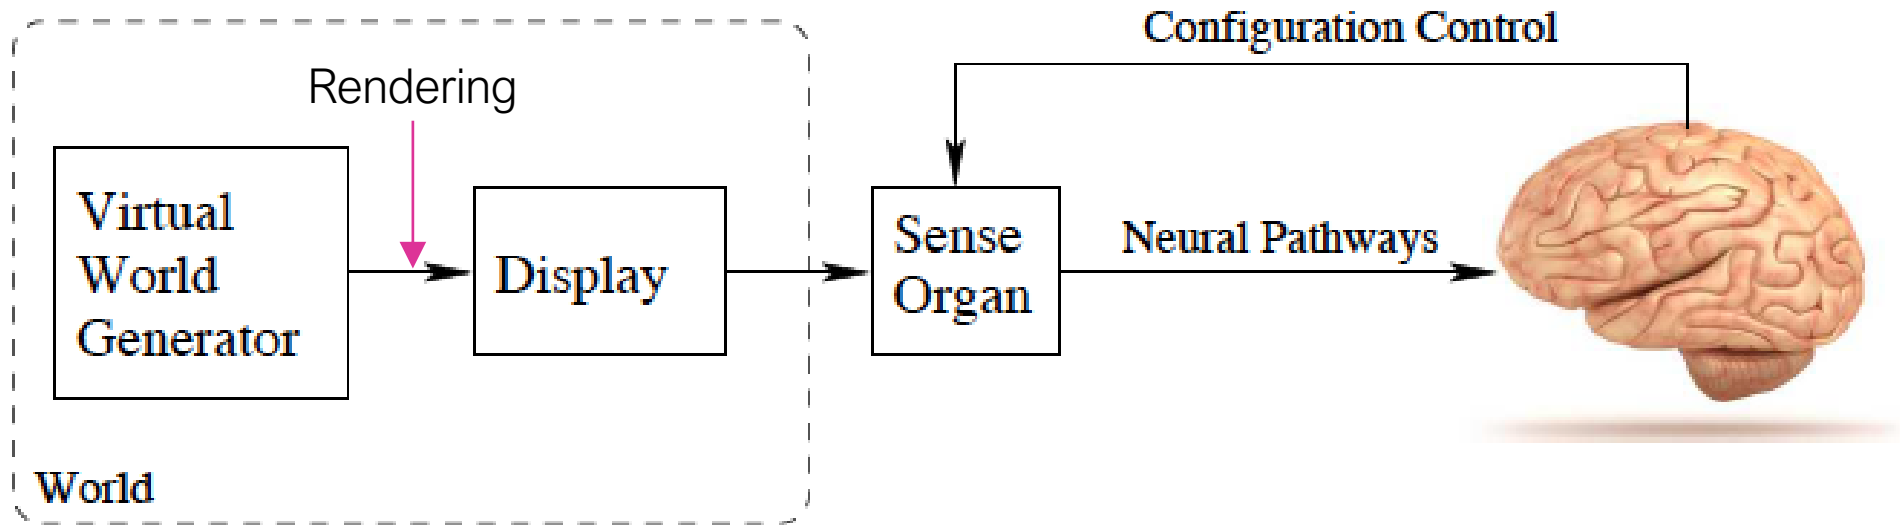 Configuration Control
Rendering
Virtual
World
Generator
Display
Sense
Organ
Neural Pathways
World